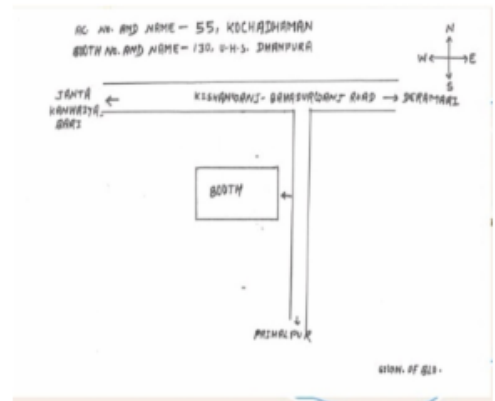 AC NO. AND NAME - 55, KOCHADHAMAN
BOOTH NO. AND NAME - 130, U.H.S. DHANPURA
N
W E
S
JANTA
KANHAIYA
BARI
KISHANGANJ - BAHADURGANJ ROAD → DERAMARI
BOOTH
SIGN. OF BLO.